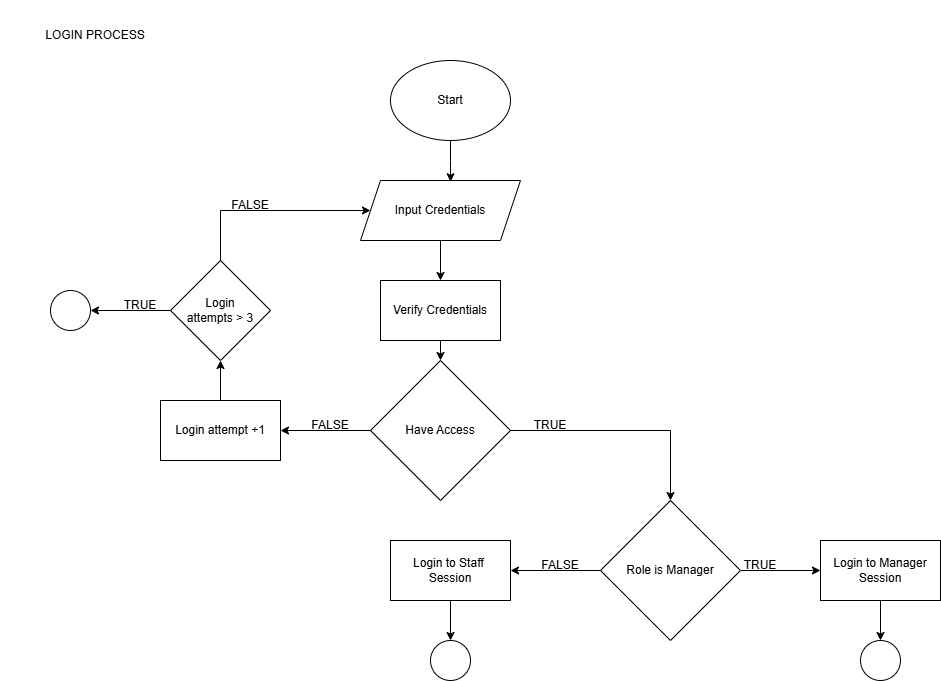 LOGIN PROCESS
Start
FALSE
Input Credentials
TRUE
Login
attempts > 3
Verify Credentials
Login attempt +1
FALSE
Have Access
TRUE
Login to Staff
Session
FALSE
Role is Manager
TRUE
Login to Manager
Session